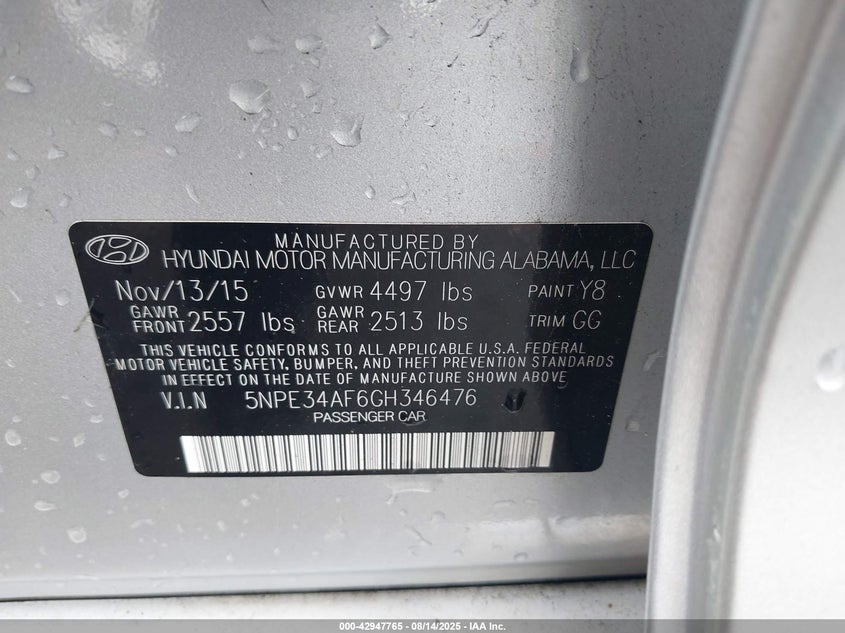 MANUFACTURED BY
HYUNDAI MOTOR MANUFACTURING ALABAMA, LLC
Nov/13/15 GVWR 4497 lbs PAINT Y8
GAWR FRONT 2557 lbs GAWR REAR 2513 lbs TRIM GG
THIS VEHICLE CONFORMS TO ALL APPLICABLE U.S.A. FEDERAL
MOTOR VEHICLE SAFETY, BUMPER, AND THEFT PREVENTION STANDARDS
IN EFFECT ON THE DATE OF MANUFACTURE SHOWN ABOVE
V.I.N 5NPE34AF6GH346476
PASSENGER CAR
000-42947765 - 08/14/2025 - IAA Inc.